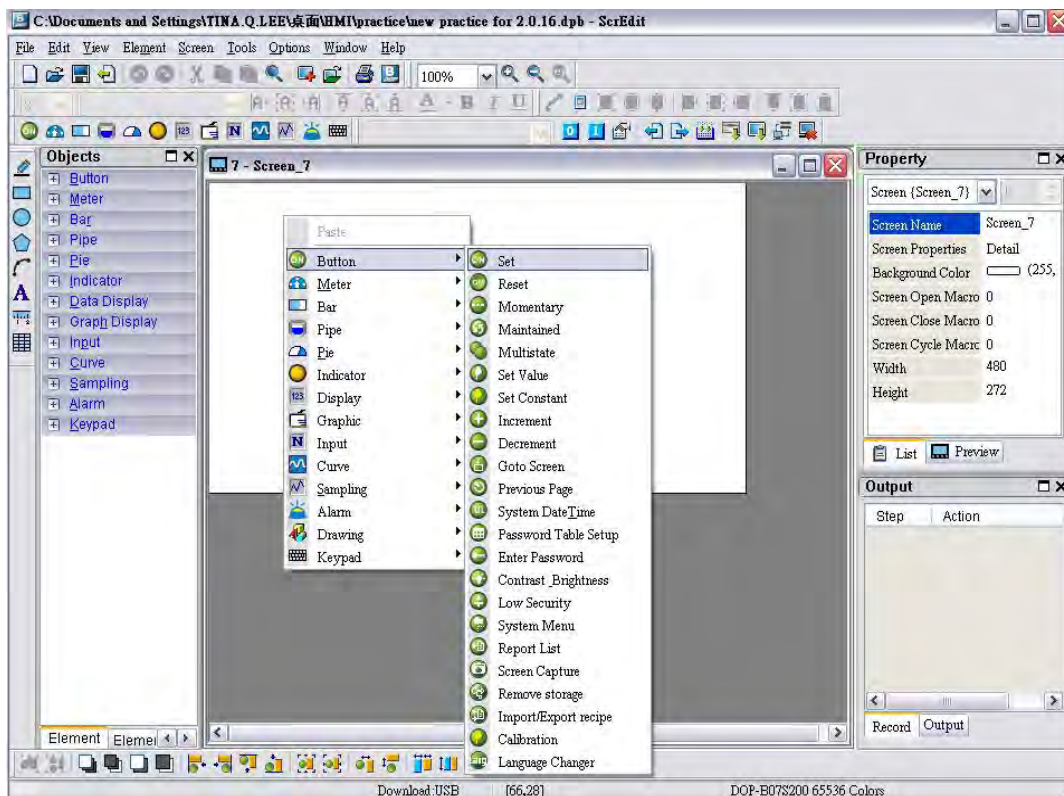 C:\Documents and Settings\TINA.Q.LEE\桌面\HMI\practice\new practice for 2.0.16.dpb - ScrEdit
File Edit View Element Screen Tools Options Window Help
100%
Objects
Button
Meter
Bar
Pipe
Pie
Indicator
Data Display
Graph Display
Input
Curve
Sampling
Alarm
Keypad
Element Elemei
7 - Screen_7
Paste
Button
Meter
Bar
Pipe
Pie
Indicator
Display
Graphic
Input
Curve
Sampling
Alarm
Drawing
Keypad
Set
Reset
Momentary
Maintained
Multistate
Set Value
Set Constant
Increment
Decrement
Goto Screen
Previous Page
System DateTime
Password Table Setup
Enter Password
Contrast_Brightness
Low Security
System Menu
Report List
Screen Capture
Remove storage
Import/Export recipe
Calibration
Language Changer
Property
Screen {Screen_7}
Screen Name Screen_7
Screen Properties Detail
Background Color (255,
Screen Open Macro 0
Screen Close Macro 0
Screen Cycle Macrc 0
Width 480
Height 272
List Preview
Output
Step Action
Record Output
Download:USB [66,28] DOP-B07S200 65536 Colors